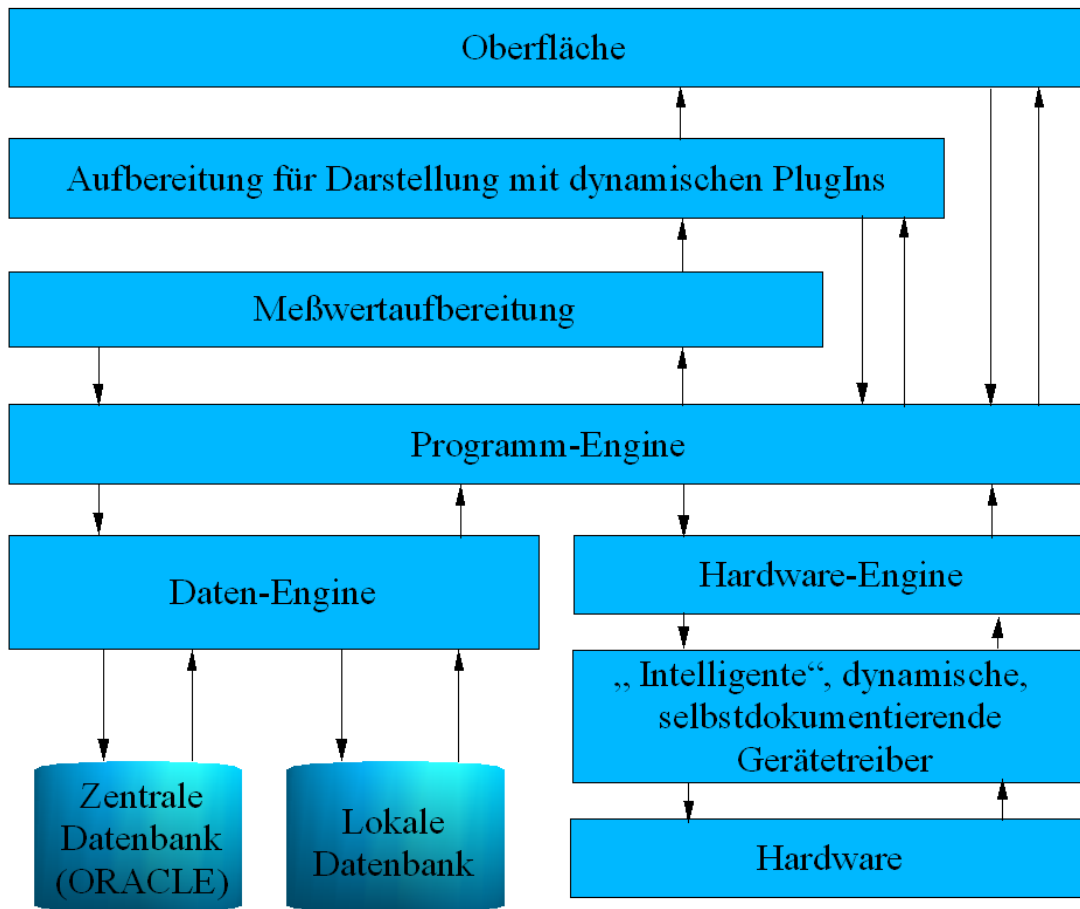 Oberfläche
Aufbereitung für Darstellung mit dynamischen PlugIns
Meßwertaufbereitung
Programm-Engine
Daten-Engine
Hardware-Engine
„ Intelligente“, dynamische,
selbstdokumentierende
Gerätetreiber
Zentrale
Datenbank
(ORACLE)
Lokale
Datenbank
Hardware